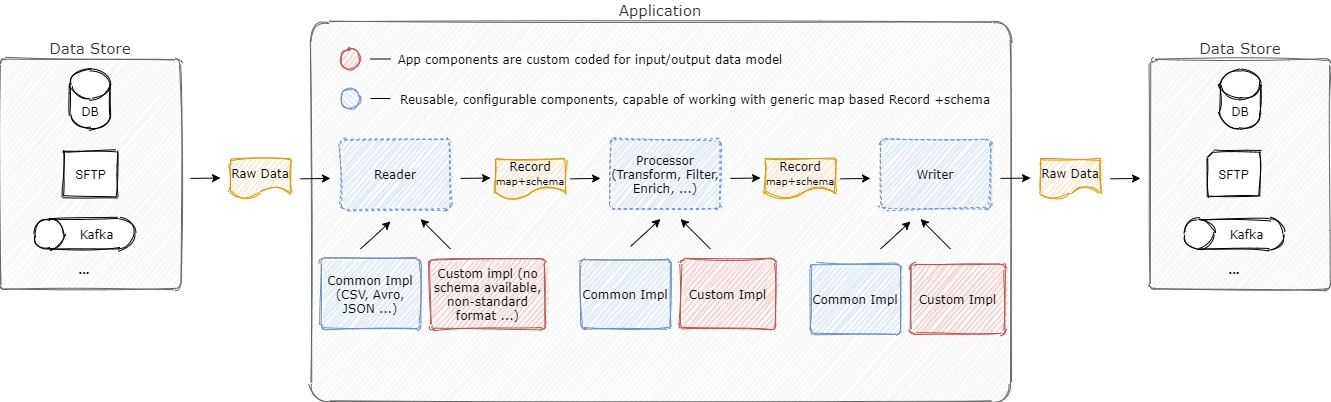 Application
Data Store
DB
SFTP
Kafka
...
Raw Data
App components are custom coded for input/output data model
Reusable, configurable components, capable of working with generic map based Record +schema
Reader
Record
map+schema
Processor
(Transform, Filter,
Enrich, ...)
Record
map+schema
Writer
Common Impl
(CSV, Avro,
JSON ...)
Custom impl (no
schema available,
non-standard
format ...)
Common Impl
Custom Impl
Common Impl
Custom Impl
Raw Data
Data Store
DB
SFTP
Kafka
...